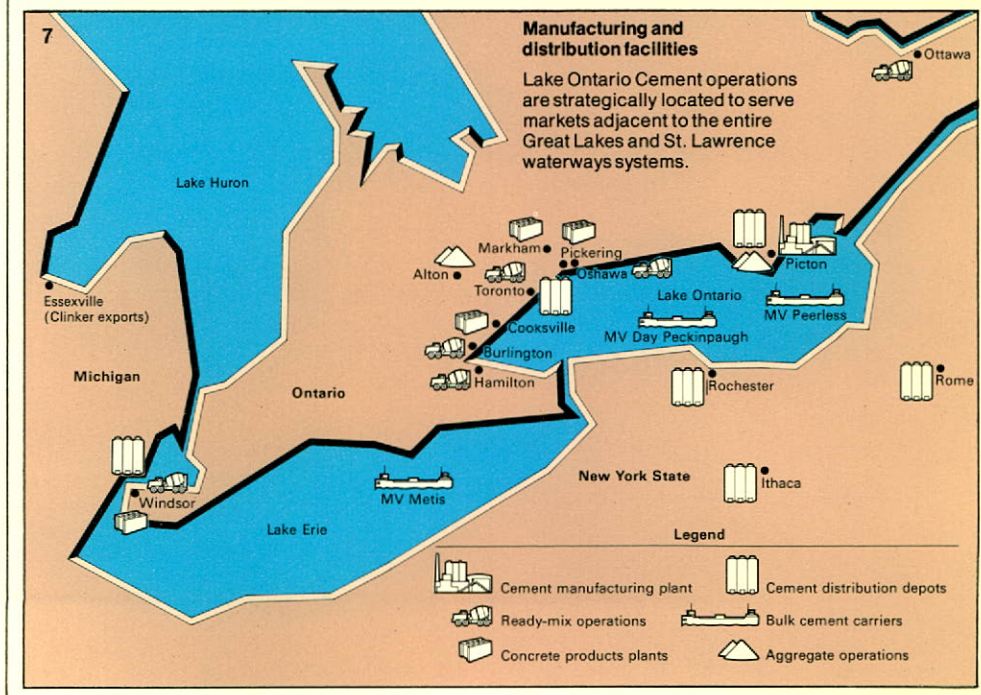 7
Manufacturing and
distribution facilities
Lake Ontario Cement operations
are strategically located to serve
markets adjacent to the entire
Great Lakes and St. Lawrence
waterways systems.
Ottawa
Lake Huron
Markham
Pickering
Alton
Oshawa
Picton
Toronto
Essexville
(Clinker exports)
Lake Ontario
MV Peerless
Cooksville
MV Day Peckinpaugh
Burlington
Michigan
Hamilton
Rochester
Rome
Ontario
New York State
Ithaca
Windsor
MV Metis
Lake Erie
Legend
Cement manufacturing plant
Cement distribution depots
Ready-mix operations
Bulk cement carriers
Concrete products plants
Aggregate operations